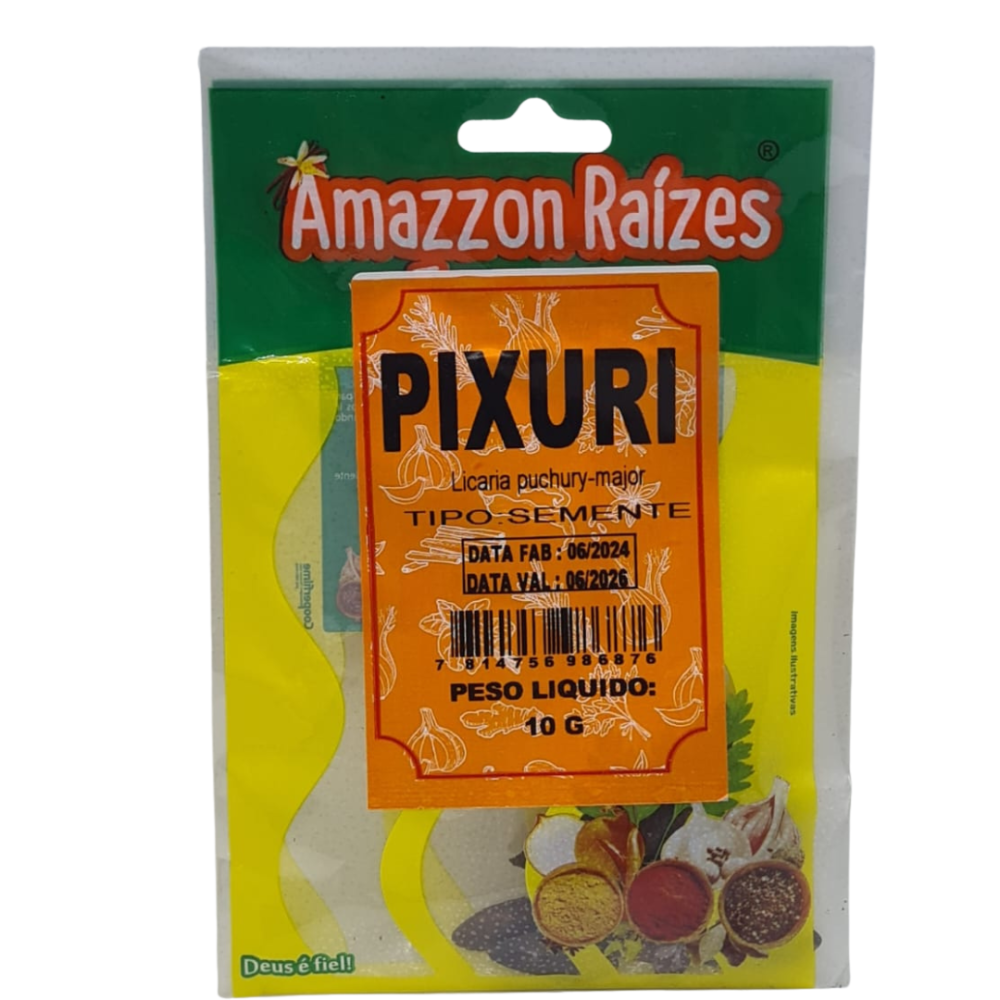 Amazzon Raízes ®
PIXURI
Licaria puchury-major
TIPO:SEMENTE
DATA FAB : 06/2024
DATA VAL : 06/2026
7 814756 986876
PESO LIQUIDO:
10 G
Imagens Ilustrativas
Deus é fiel!